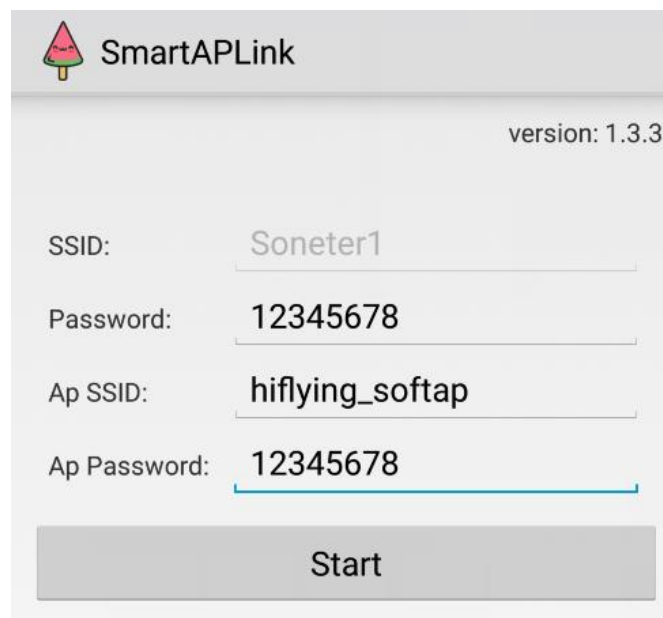 SmartAPLink
version: 1.3.3
SSID: Soneter1
Password: 12345678
Ap SSID: hiflying_softap
Ap Password: 12345678
Start